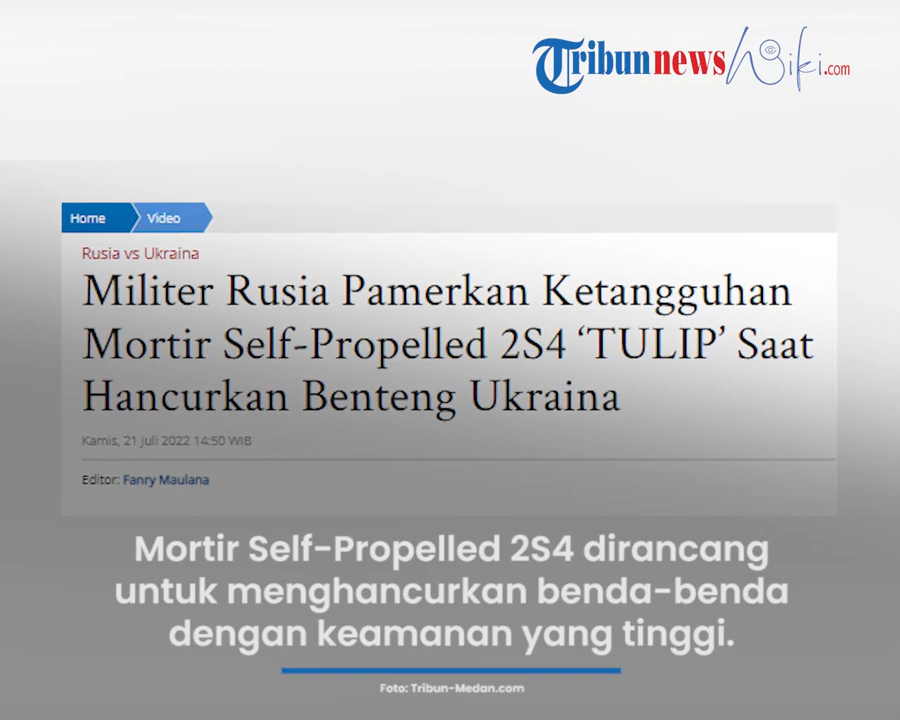 Tribunnewswiki.com
Home Video
Rusia vs Ukraina
Militer Rusia Pamerkan Ketangguhan
Mortir Self-Propelled 2S4 ‘TULIP’ Saat
Hancurkan Benteng Ukraina
Kamis, 21 Juli 2022 14:50 WIB
Editor: Fanry Maulana
Mortir Self-Propelled 2S4 dirancang
untuk menghancurkan benda-benda
dengan keamanan yang tinggi.
Foto: Tribun-Medan.com